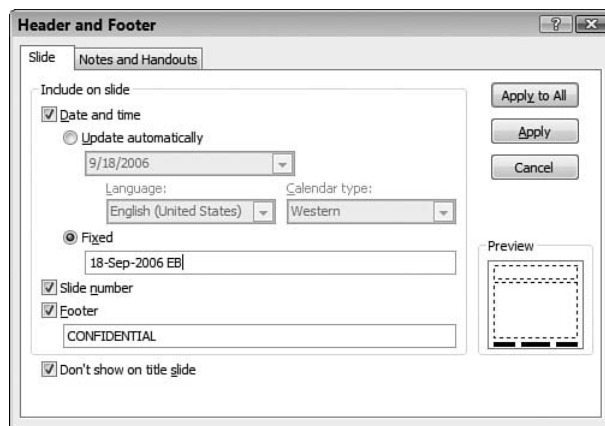 Header and Footer
Slide
Notes and Handouts
Include on slide
Date and time
Update automatically
9/18/2006
Language:
Calendar type:
English (United States)
Western
Fixed
18-Sep-2006 EB
Slide number
Footer
CONFIDENTIAL
Don't show on title slide
Apply to All
Apply
Cancel
Preview